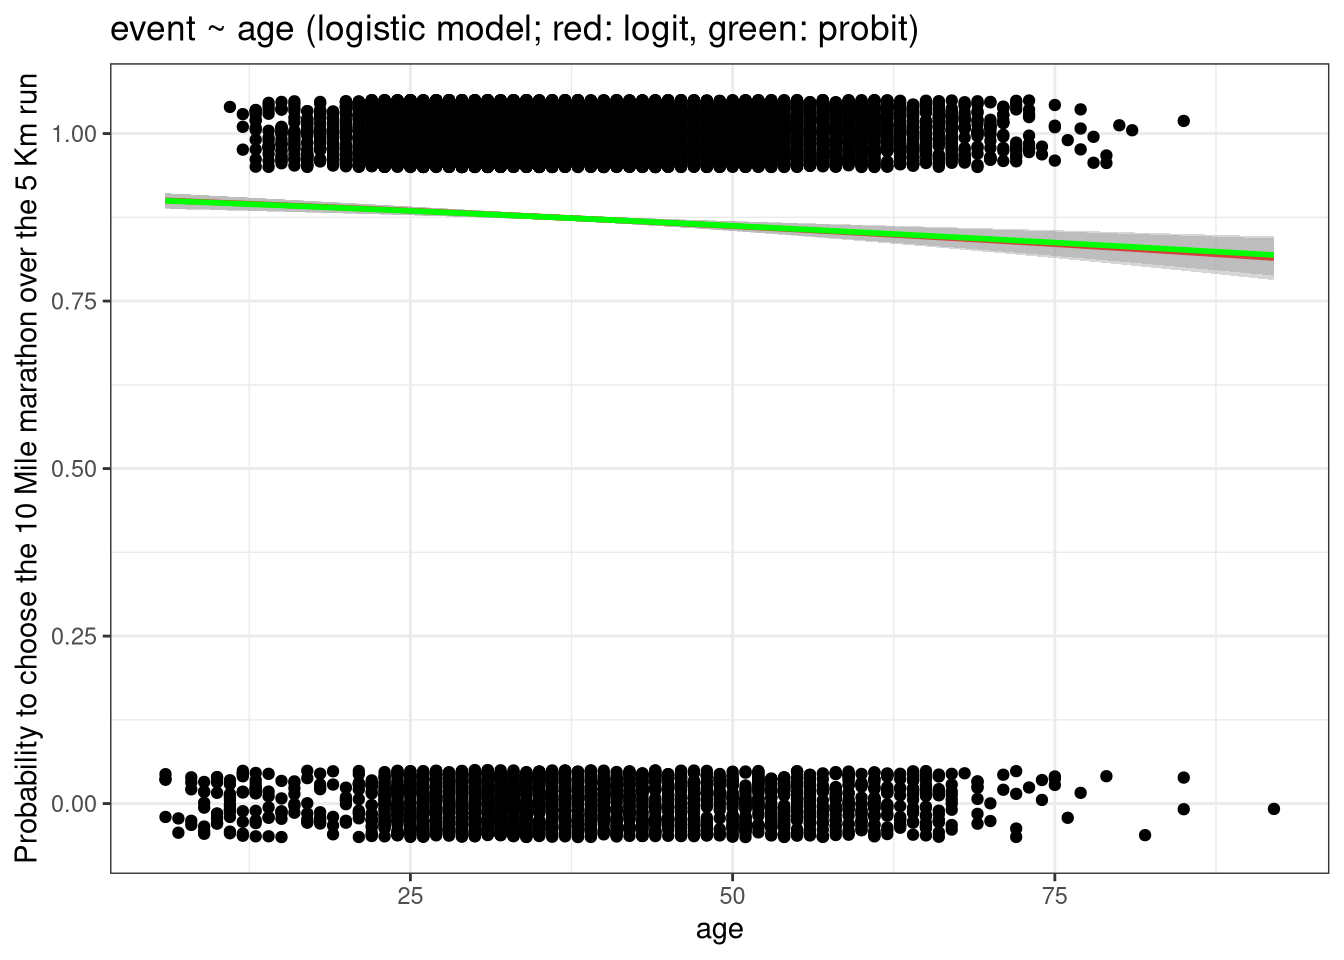 event ~ age (logistic model; red: logit, green: probit)
Probability to choose the 10 Mile marathon over the 5 Km run
1.00
0.75
0.50
0.25
0.00
25
50
75
age